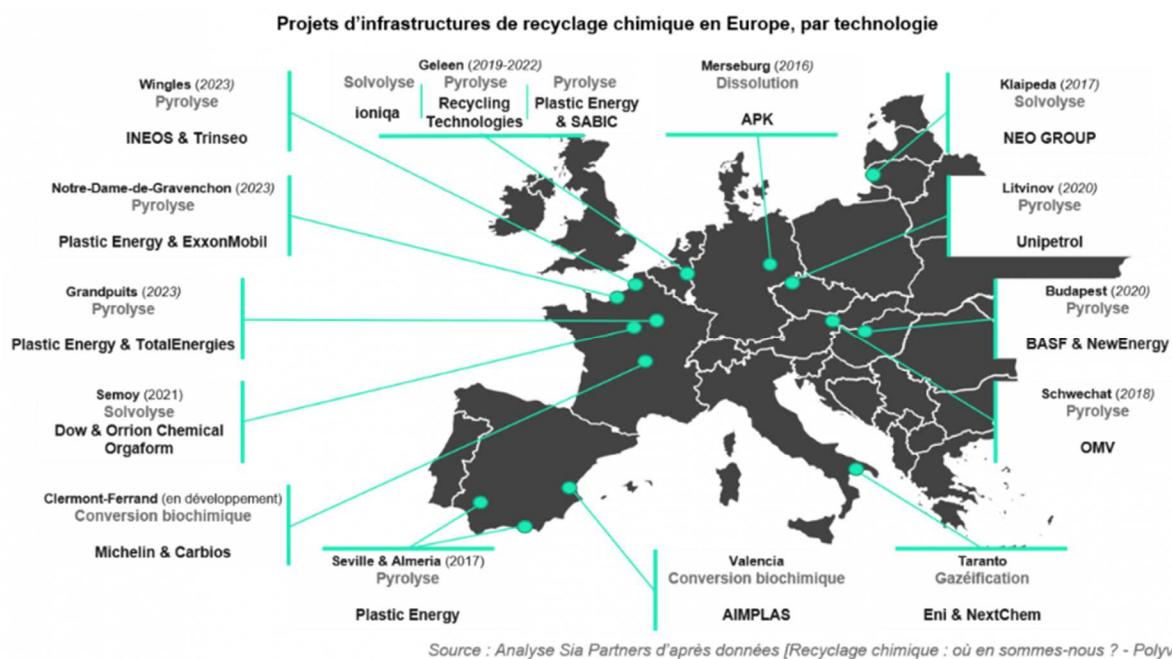 Projets d'infrastructures de recyclage chimique en Europe, par technologie
Wingles (2023)
Pyrolyse
INEOS & Trinseo
Geleen (2019-2022)
Solvolyse
ioniqa
Pyrolyse
Recycling
Technologies
Pyrolyse
Plastic Energy
& SABIC
Merseburg (2016)
Dissolution
APK
Klaipeda (2017)
Solvolyse
NEO GROUP
Notre-Dame-de-Gravenchon (2023)
Pyrolyse
Plastic Energy & ExxonMobil
Litvinov (2020)
Pyrolyse
Unipetrol
Grandpuits (2023)
Pyrolyse
Plastic Energy & TotalEnergies
Budapest (2020)
Pyrolyse
BASF & NewEnergy
Semoy (2021)
Solvolyse
Dow & Orrion Chemical
Orgaform
Schwechat (2018)
Pyrolyse
OMV
Clermont-Ferrand (en développement)
Conversion biochimique
Michelin & Carbios
Seville & Almeria (2017)
Pyrolyse
Plastic Energy
Valencia
Conversion biochimique
AIMPLAS
Taranto
Gazéification
Eni & NextChem
Source : Analyse Sia Partners d'après données [Recyclage chimique : où en sommes-nous ? - Polyv